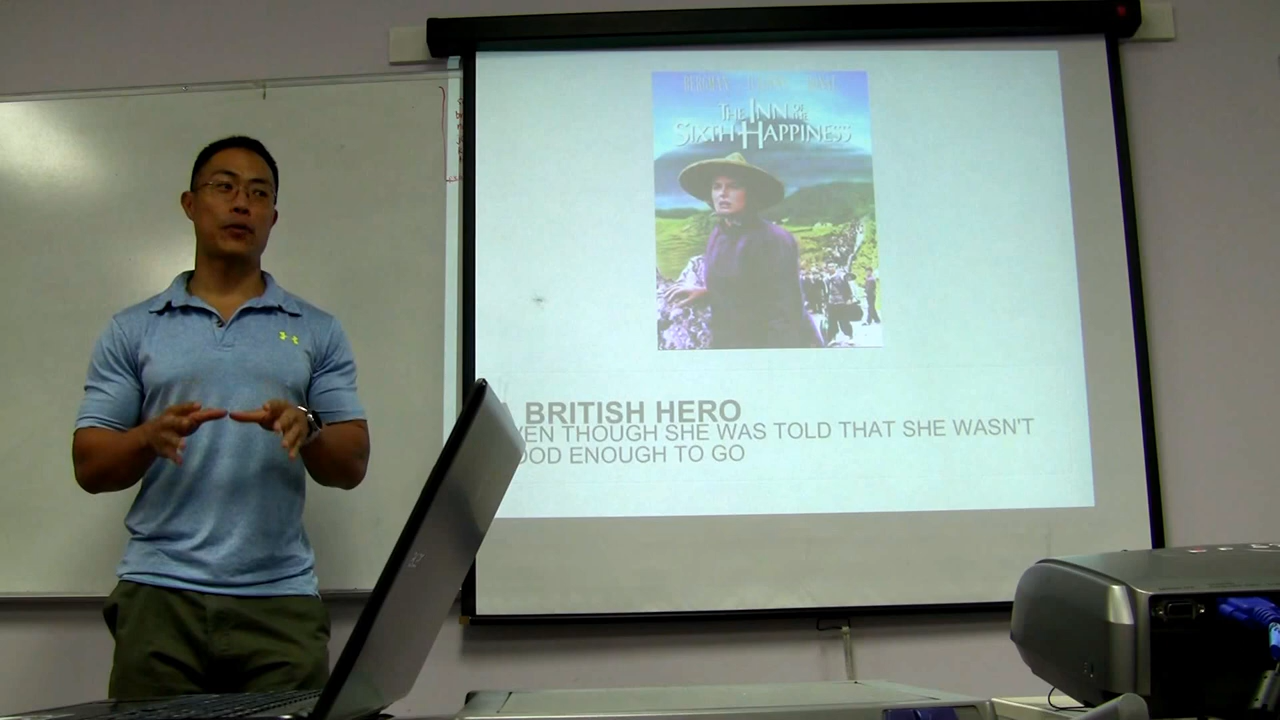 BERGMAN
THE INN OF THE
SIXTH HAPPINESS
BRITISH HERO
VEN THOUGH SHE WAS TOLD THAT SHE WASN'T
OOD ENOUGH TO GO